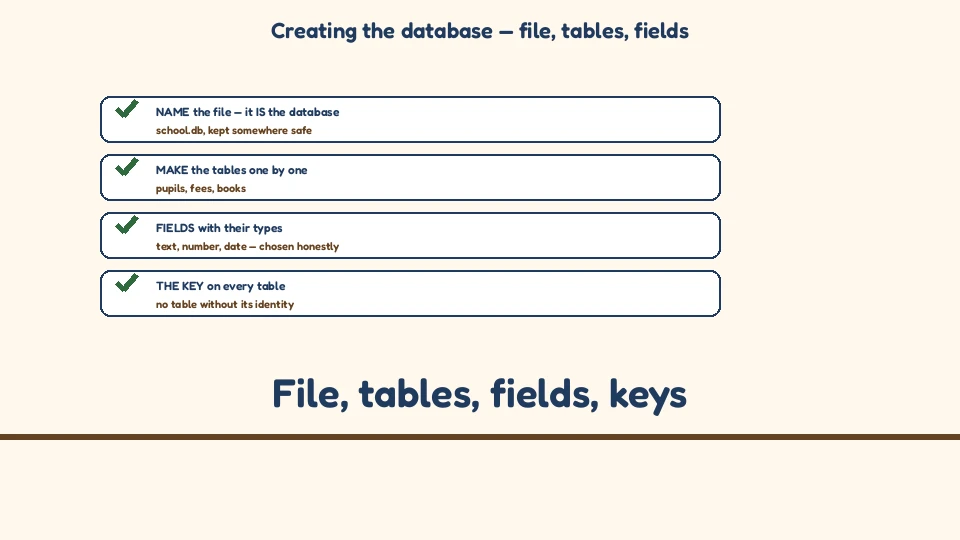 Creating the database — file, tables, fields
NAME the file — it IS the database
school.db, kept somewhere safe
MAKE the tables one by one
pupils, fees, books
FIELDS with their types
text, number, date — chosen honestly
THE KEY on every table
no table without its identity
File, tables, fields, keys